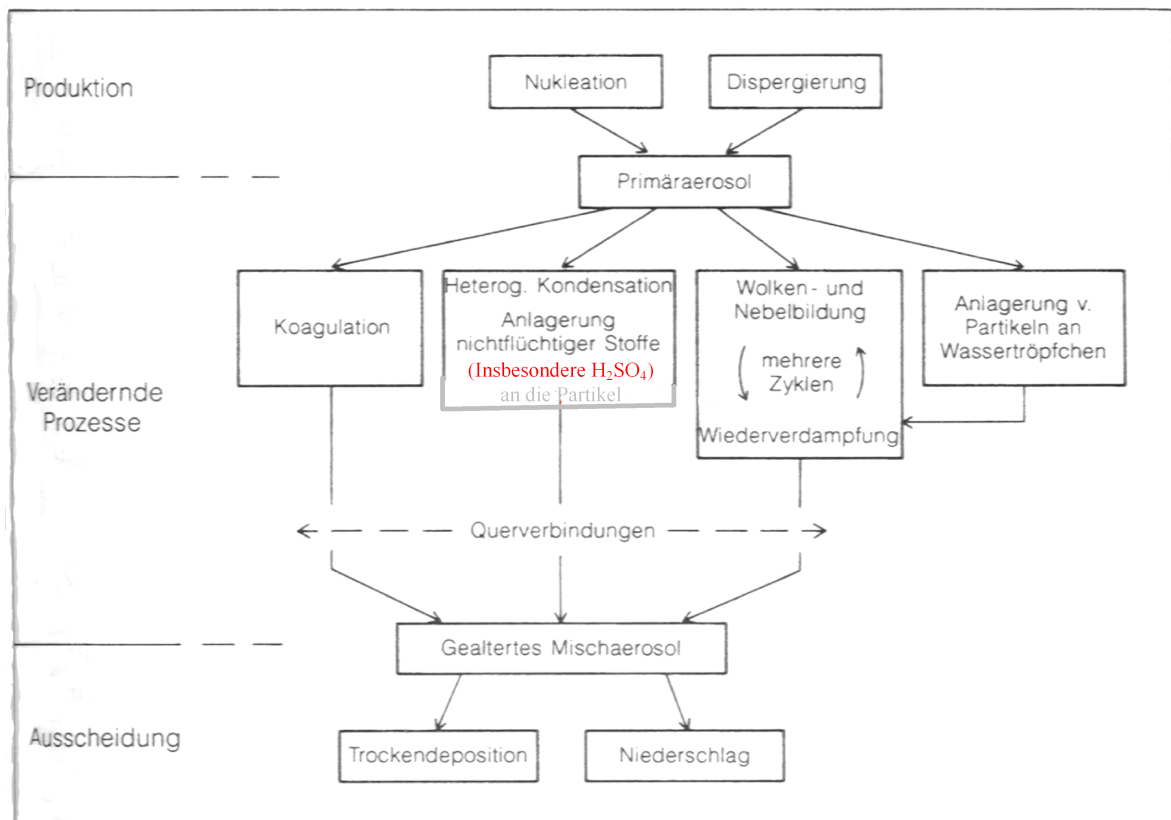 Produktion
Nukleation
Dispergierung
Primäraerosol
Verändernde
Prozesse
Koagulation
Heterog. Kondensation
Anlagerung
nichtflüchtiger Stoffe
(Insbesondere H₂SO₄)
an die Partikel
Wolken- und
Nebelbildung
mehrere
Zyklen
Wiederverdampfung
Anlagerung v.
Partikeln an
Wassertröpfchen
Querverbindungen
Gealtertes Mischaerosol
Ausscheidung
Trockendeposition
Niederschlag